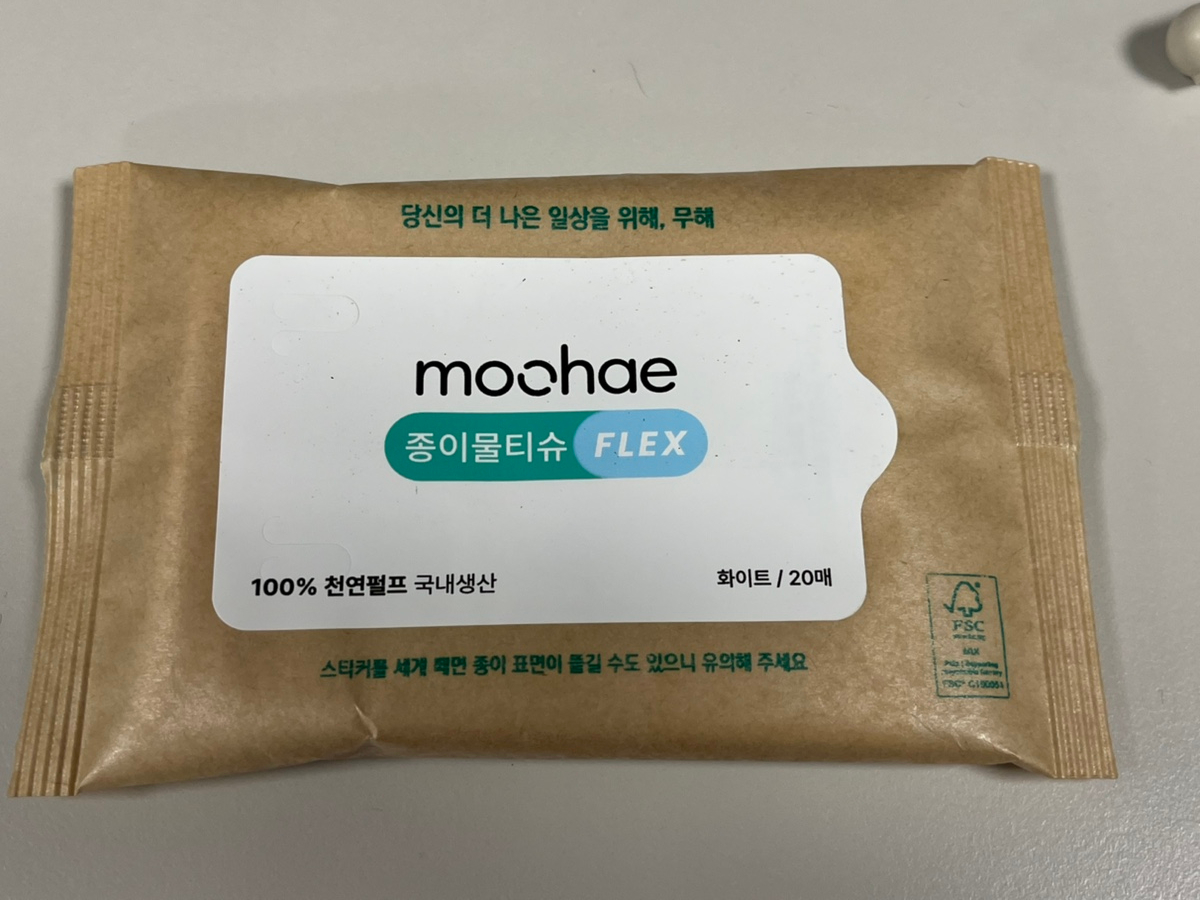 당신의 더 나은 일상을 위해, 무해
moohae
종이물티슈 FLEX
100% 천연펄프 국내생산
화이트 / 20매
스티커를 세게 떼면 종이 표면이 뜯길 수도 있으니 유의해 주세요
FSC
MIX